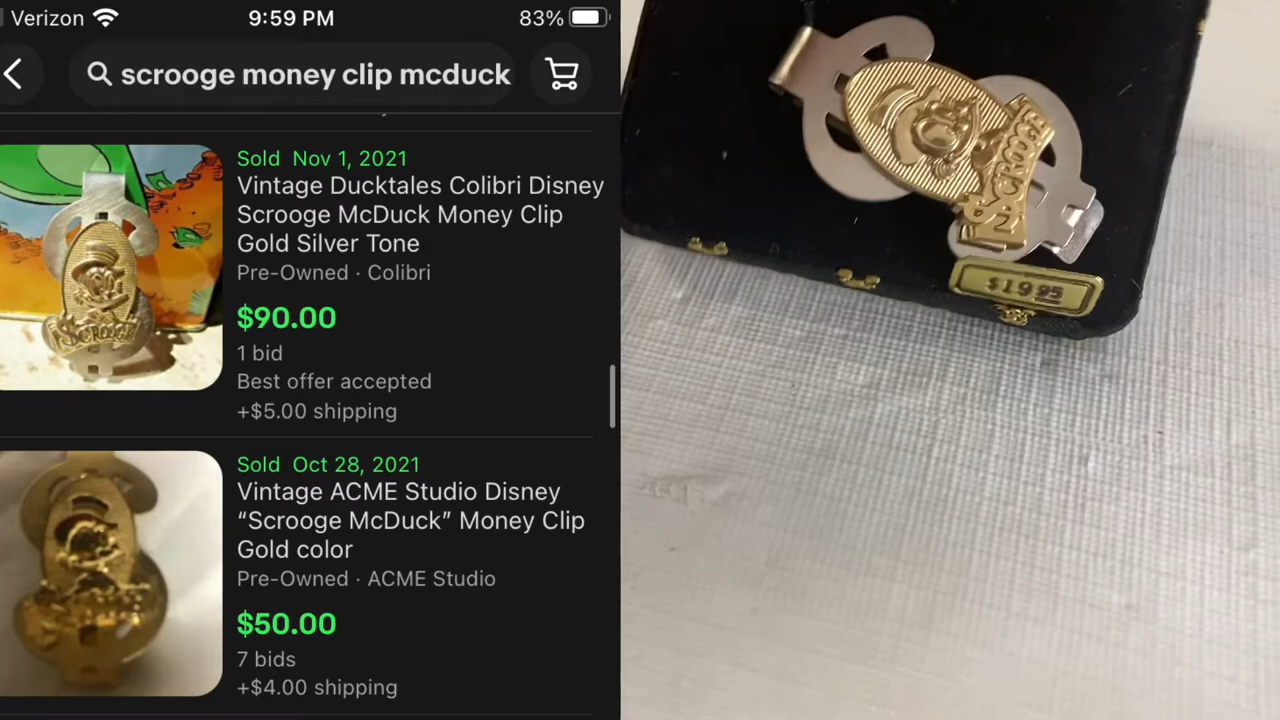 Verizon 9:59 PM 83%
scrooge money clip mcduck
Sold Nov 1, 2021
Vintage Ducktales Colibri Disney
Scrooge McDuck Money Clip
Gold Silver Tone
Pre-Owned · Colibri
$90.00
1 bid
Best offer accepted
+$5.00 shipping
Sold Oct 28, 2021
Vintage ACME Studio Disney
“Scrooge McDuck” Money Clip
Gold color
Pre-Owned · ACME Studio
$50.00
7 bids
+$4.00 shipping
SCROOGE
SCROOGE
$19.95